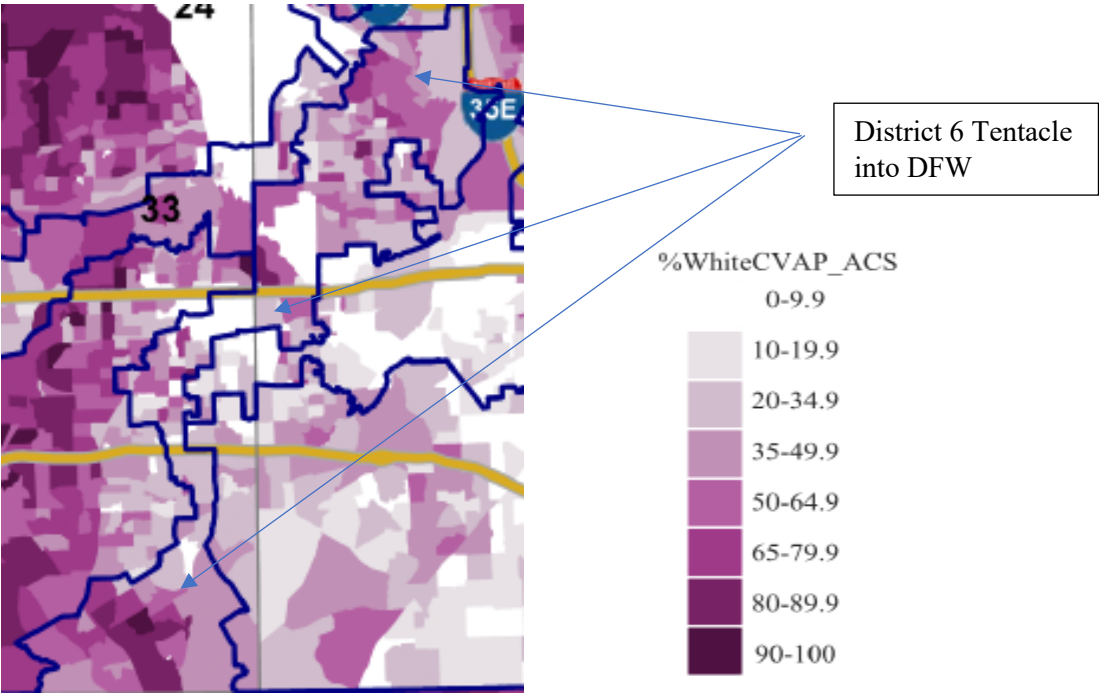 24
35E
33
District 6 Tentacle
into DFW
%WhiteCVAP_ACS
0-9.9
10-19.9
20-34.9
35-49.9
50-64.9
65-79.9
80-89.9
90-100